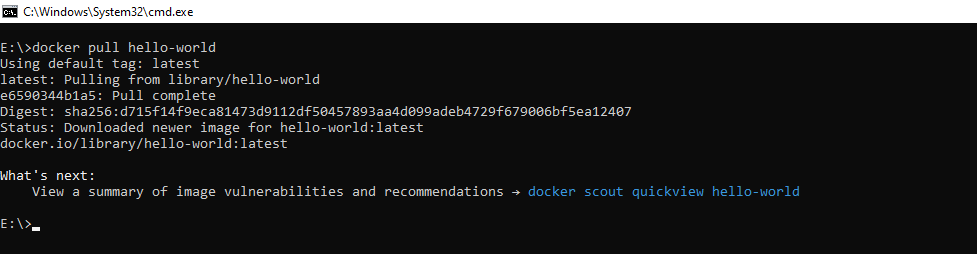 C:\Windows\System32\cmd.exe
E:\>docker pull hello-world
Using default tag: latest
latest: Pulling from library/hello-world
e6590344b1a5: Pull complete
Digest: sha256:d715f14f9eca81473d9112df50457893aa4d099adeb4729f679006bf5ea12407
Status: Downloaded newer image for hello-world:latest
docker.io/library/hello-world:latest
What's next:
    View a summary of image vulnerabilities and recommendations → docker scout quickview hello-world
E:\>